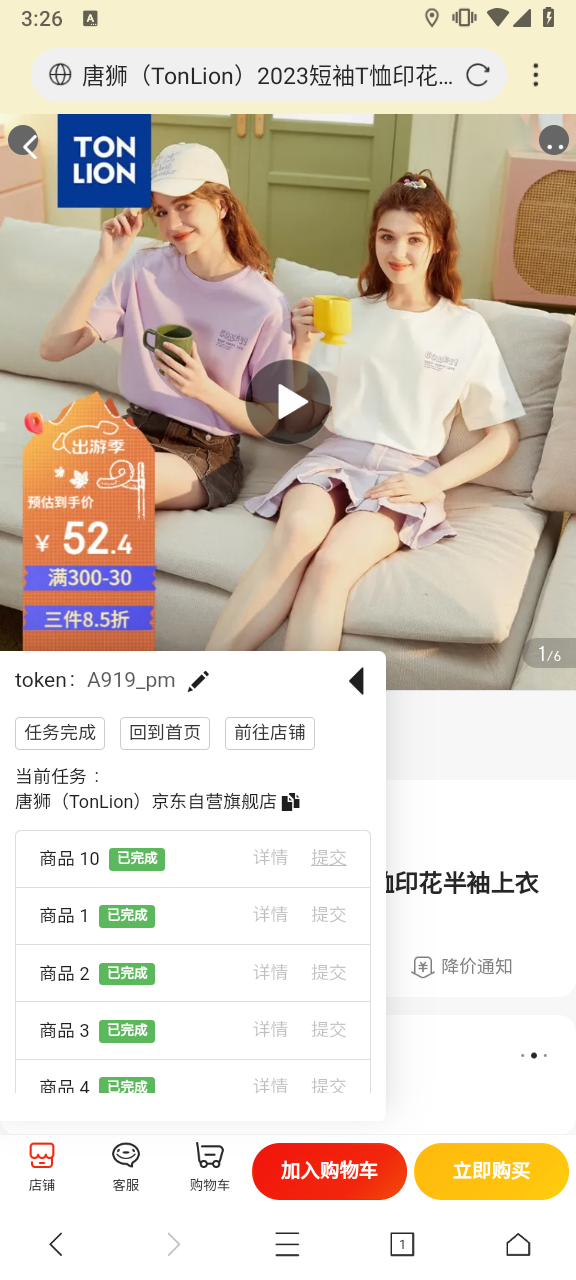 3:26 A
唐狮（TonLion）2023短袖T恤印花...
TON
LION
出游季
预估到手价
¥ 52.4
满300-30
三件8.5折
1/6
token: A919_pm
任务完成 回到首页 前往店铺
当前任务：
唐狮（TonLion）京东自营旗舰店
商品 10 已完成 详情 提交
恤印花半袖上衣
商品 1 已完成 详情 提交
商品 2 已完成 详情 提交
降价通知
商品 3 已完成 详情 提交
商品 4 已完成 详情 提交
店铺 客服 购物车 加入购物车 立即购买
1